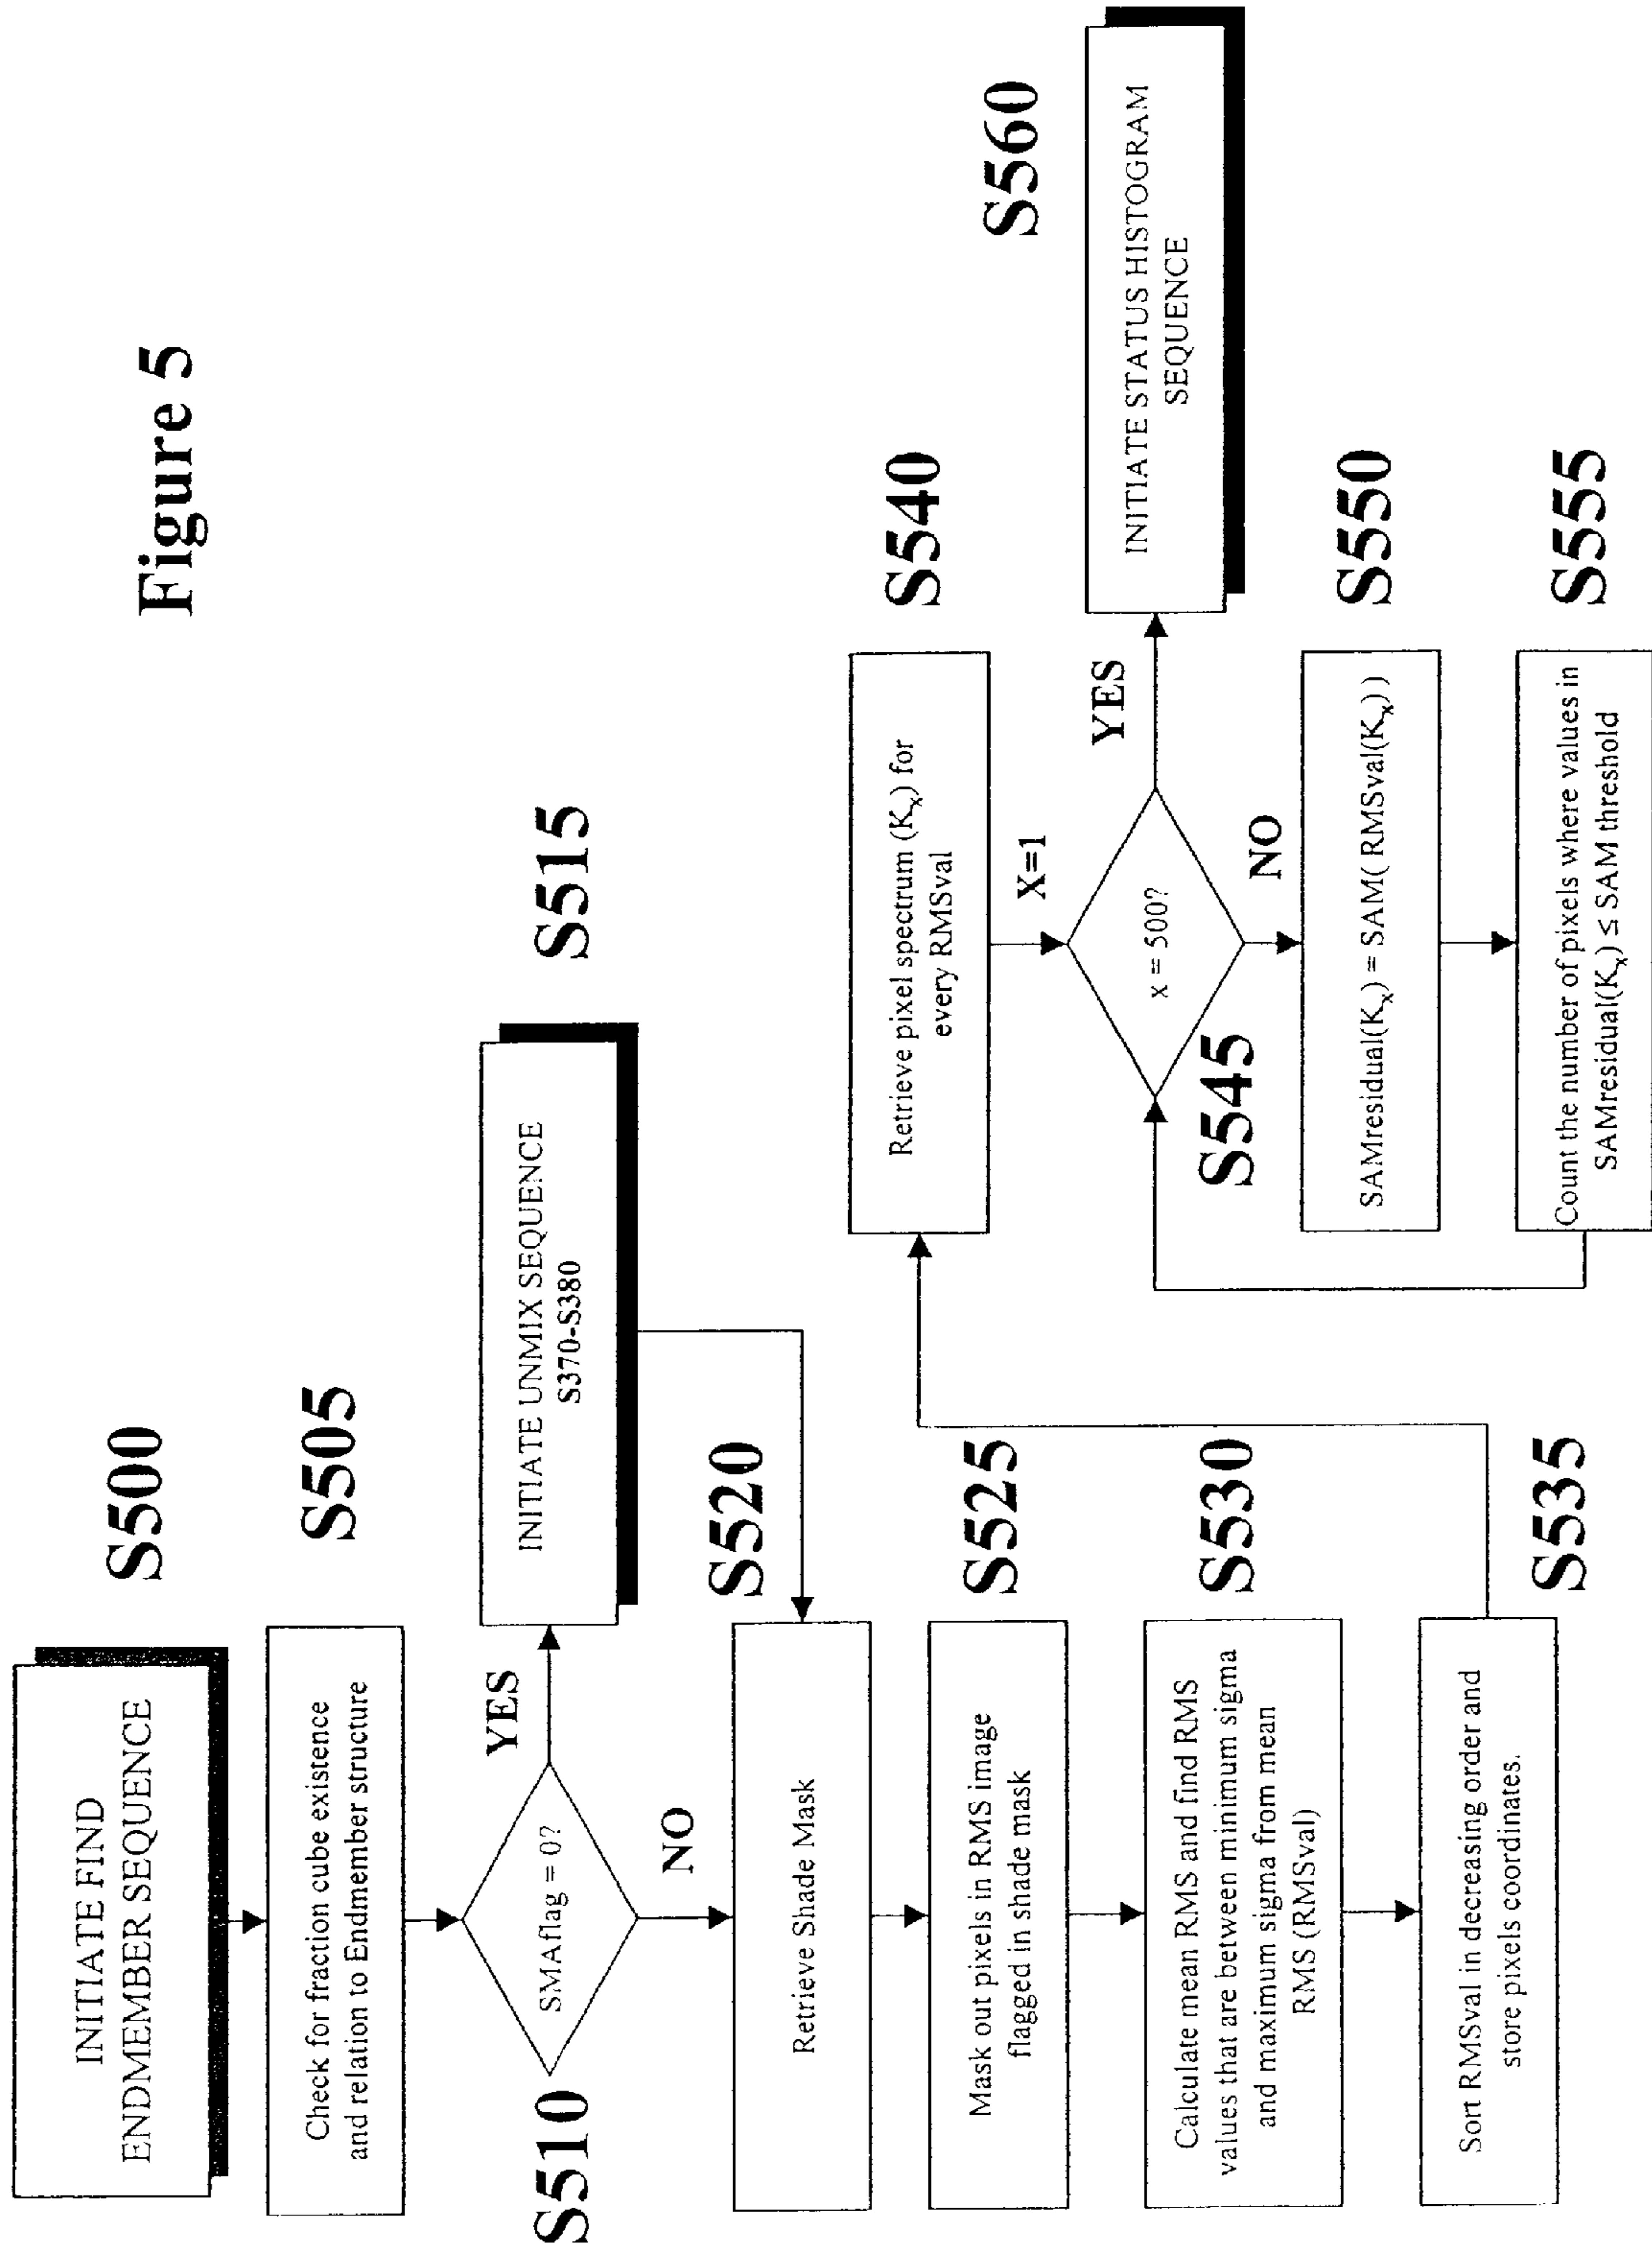 Figure 5
INITIATE FIND
ENDMEMBER SEQUENCE
S500
Check for fraction cube existence
and relation to Endmember structure
S505
SMAflag = 0?
S510
YES
NO
INITIATE UNMIX SEQUENCE
S370-S380
S515
Retrieve Shade Mask
S520
Mask out pixels in RMS image
flagged in shade mask
S525
Calculate mean RMS and find RMS
values that are between minimum sigma
and maximum sigma from mean
RMS (RMSval)
S530
Sort RMSval in decreasing order and
store pixels coordinates.
S535
Retrieve pixel spectrum (Kₓ) for
every RMSval
S540
X=1
x = 500?
S545
YES
NO
INITIATE STATUS HISTOGRAM
SEQUENCE
S560
SAMresidual(Kₓ) = SAM( RMSval(Kₓ) )
S550
Count the number of pixels where values in
SAMresidual(Kₓ) ≤ SAM threshold
S555